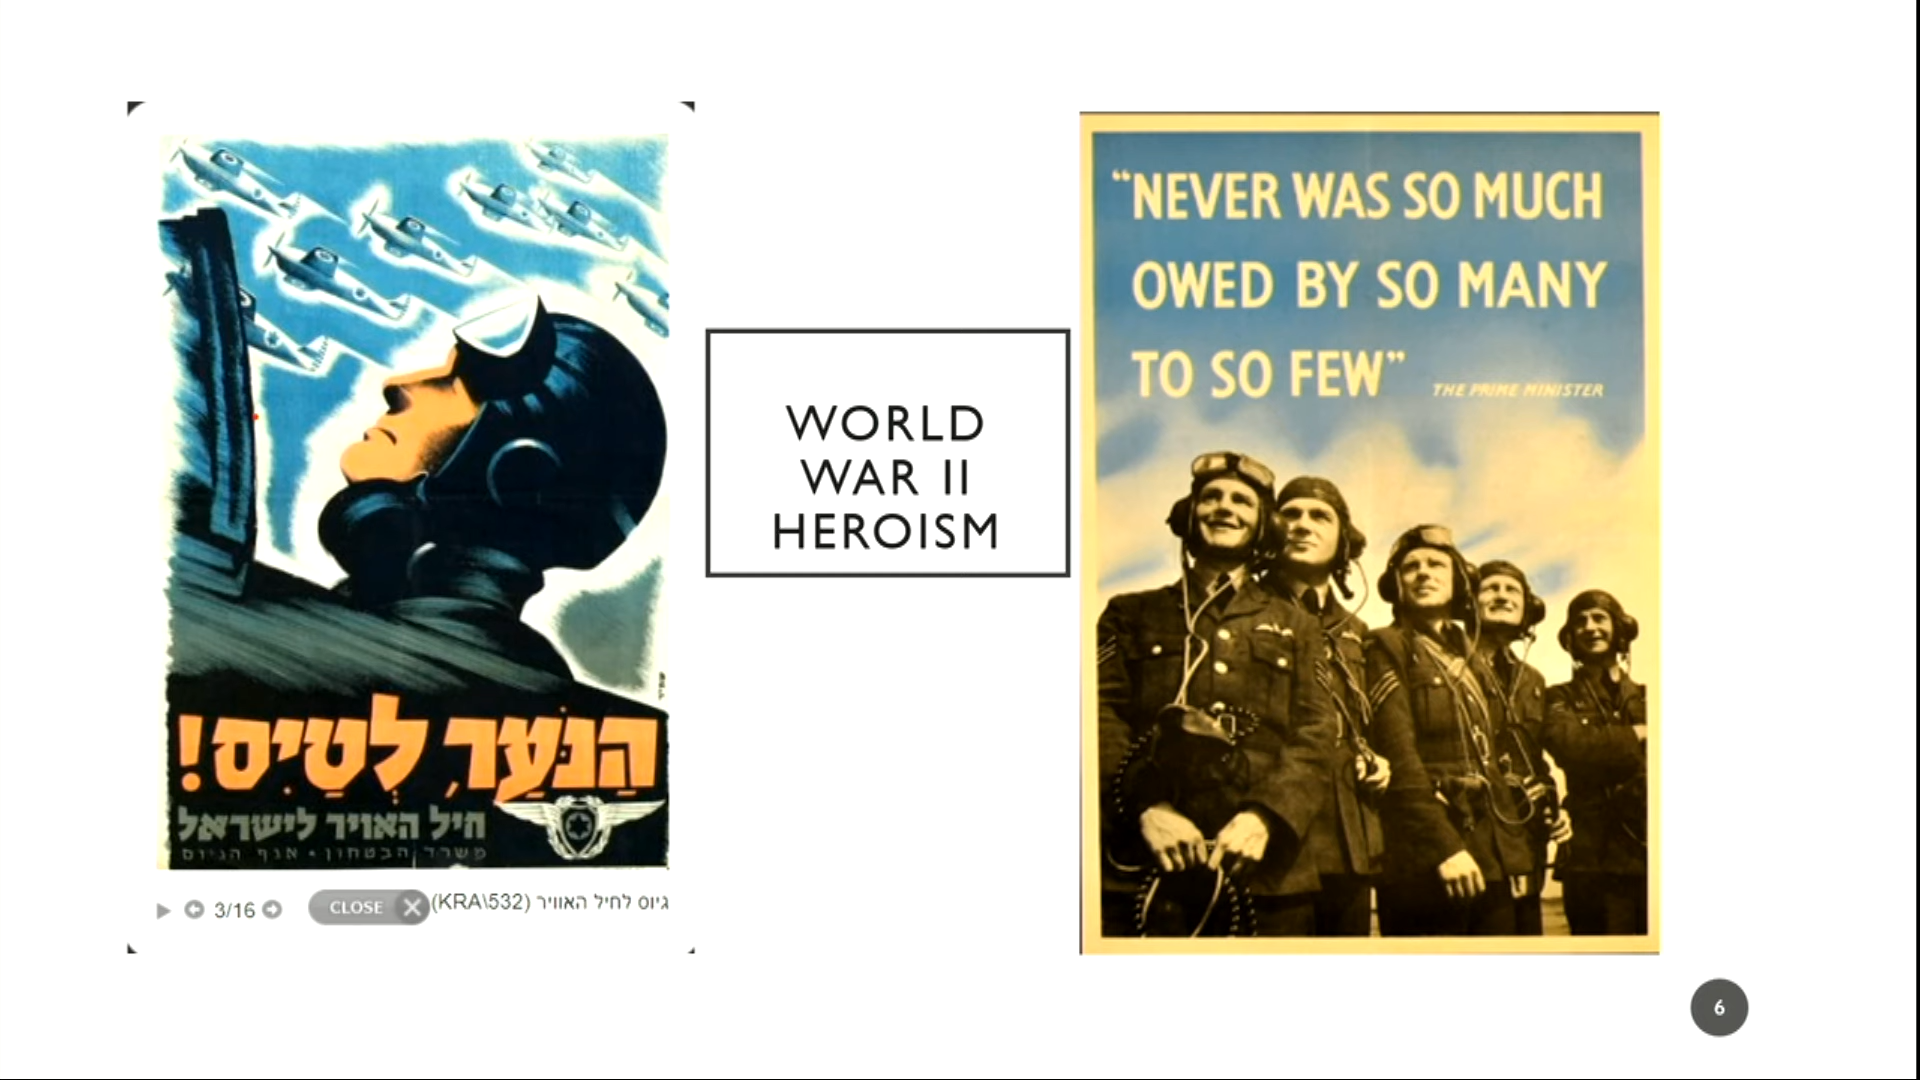 הַנֹּעַר, לְטַיִס!
חיל האויר לישראל
משרד הבטחון • אגף הגיוס
3/16
CLOSE
גיוס לחיל האוויר (KRA\532)
WORLD
WAR II
HEROISM
“NEVER WAS SO MUCH
OWED BY SO MANY
TO SO FEW”
THE PRIME MINISTER
6